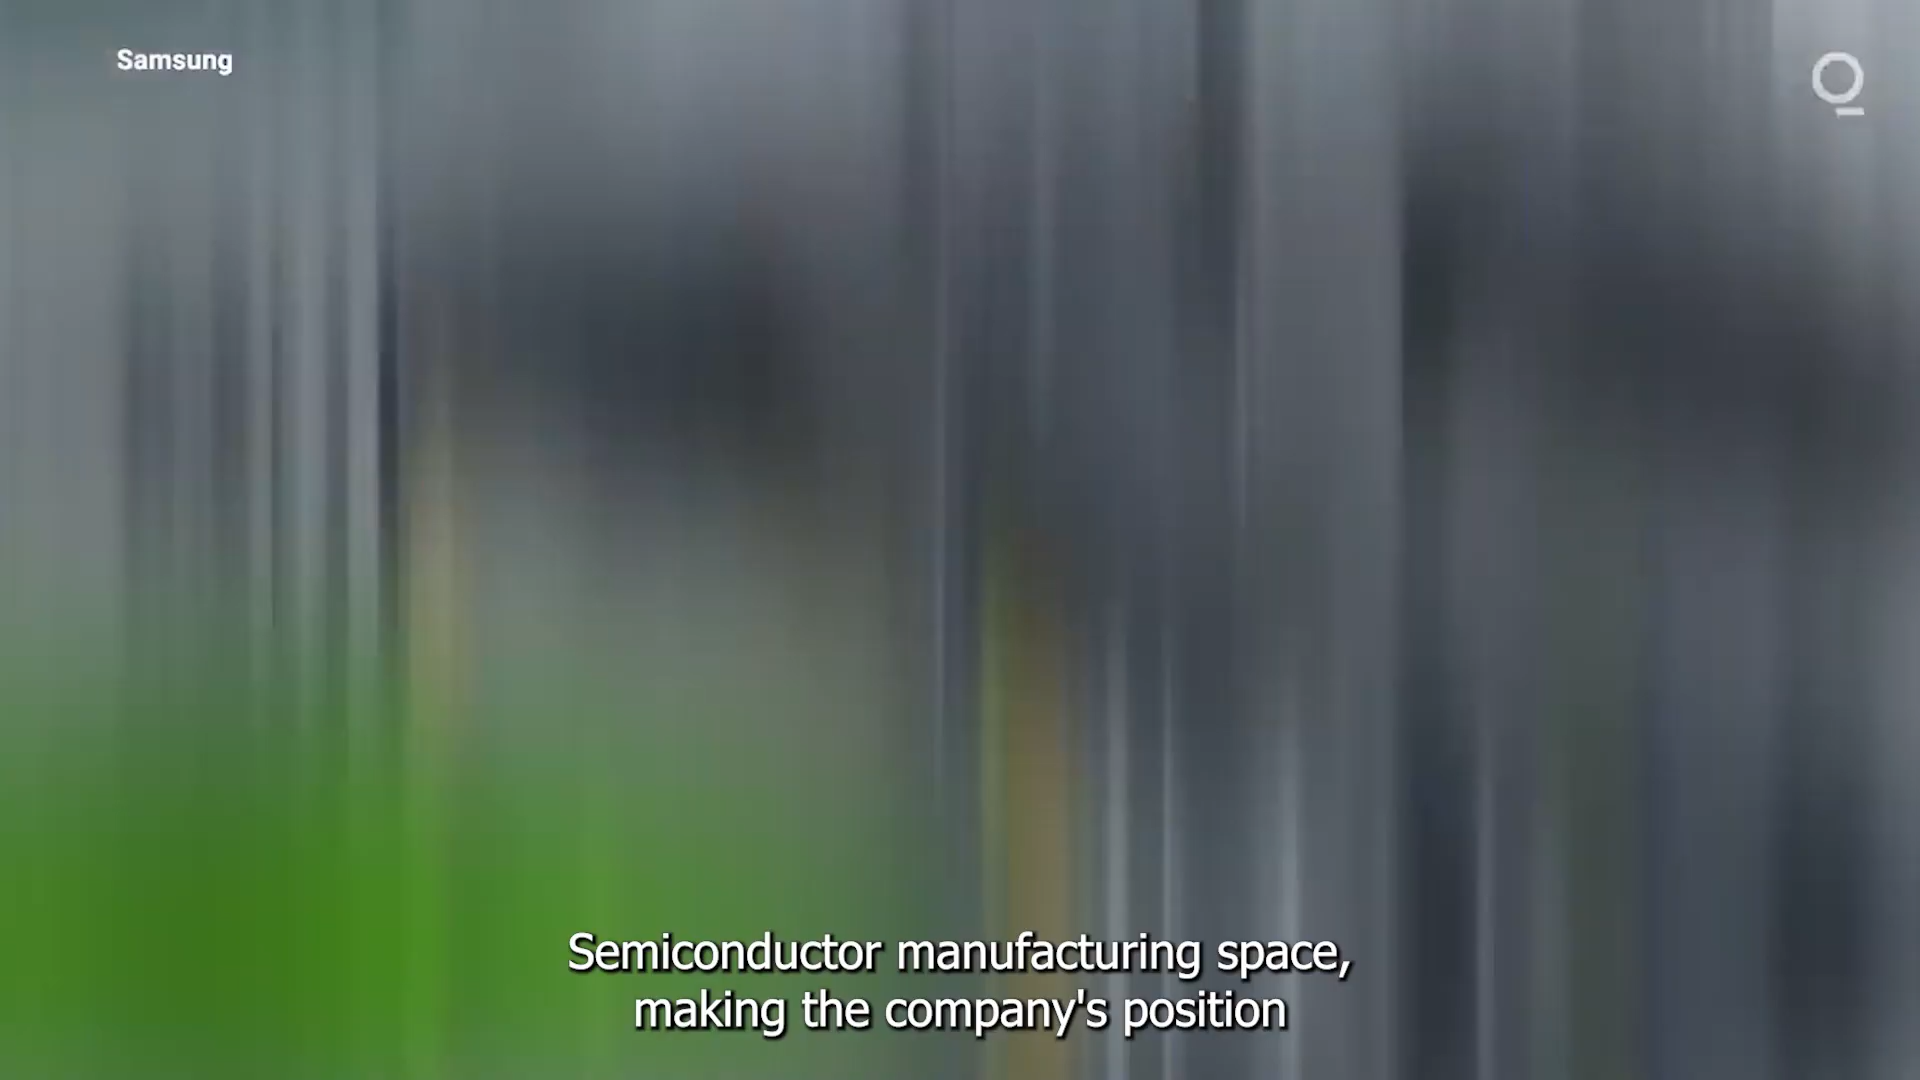 Samsung
Semiconductor manufacturing space,
making the company's position